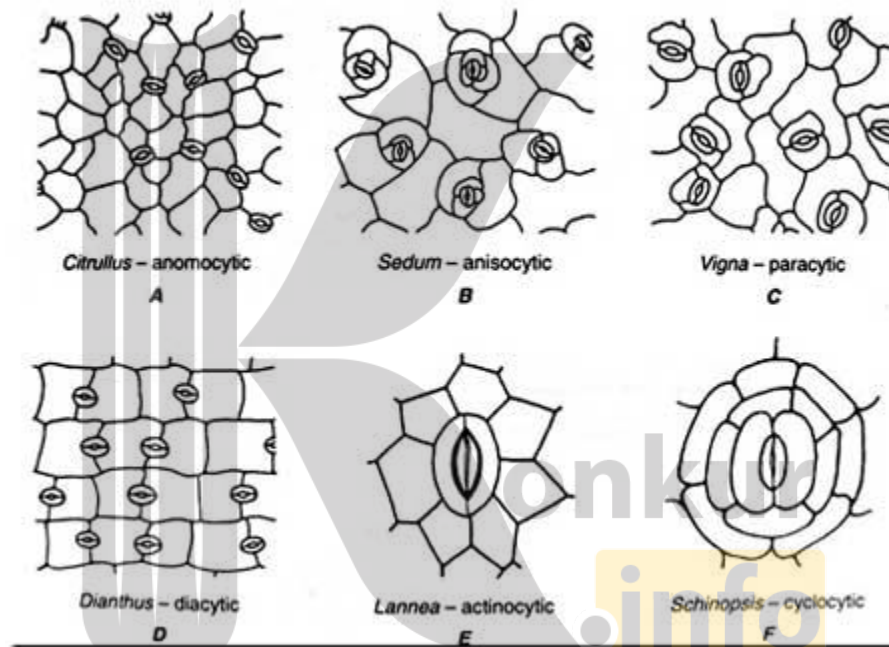 Citrullus – anomocytic
A
Sedum – anisocytic
B
Vigna – paracytic
C
Dianthus – diacytic
D
Lannea – actinocytic
E
Schinopsis – cyclocytic
F
onkur
.info